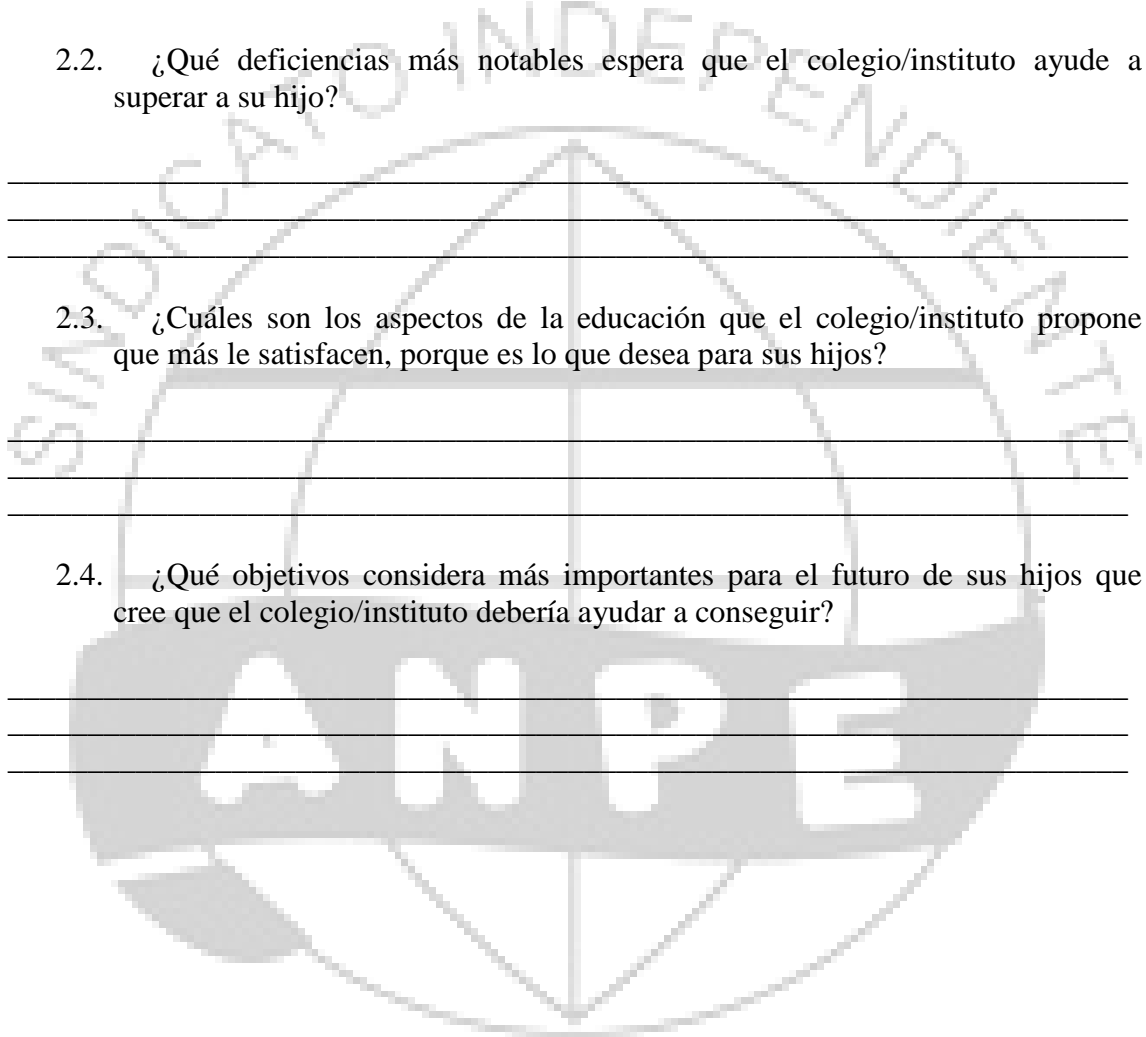 SINDICATO INDEPENDIENTE
2.2. ¿Qué deficiencias más notables espera que el colegio/instituto ayude a
superar a su hijo?
2.3. ¿Cuáles son los aspectos de la educación que el colegio/instituto propone
que más le satisfacen, porque es lo que desea para sus hijos?
2.4. ¿Qué objetivos considera más importantes para el futuro de sus hijos que
cree que el colegio/instituto debería ayudar a conseguir?
ANPE